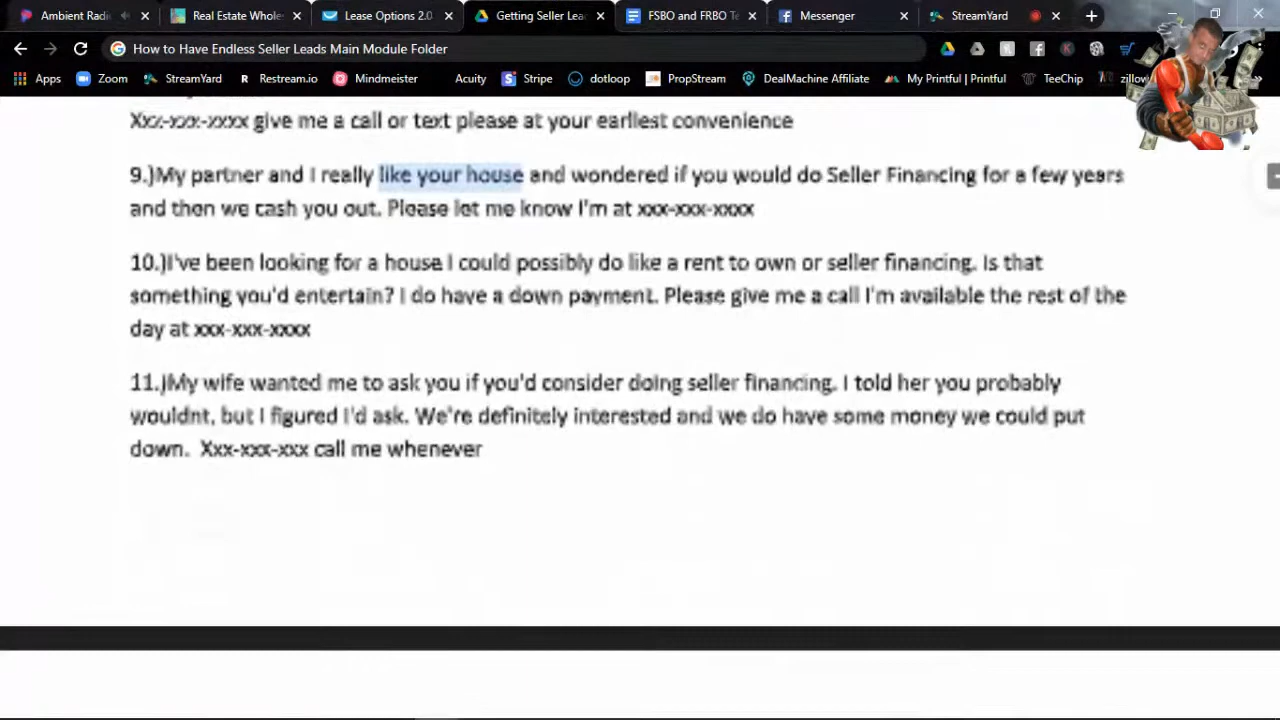 Ambient Radi
Real Estate Whole
Lease Options 2.0
Getting Seller Lea
FSBO and FRBO Te
Messenger
StreamYard
How to Have Endless Seller Leads Main Module Folder
Apps
Zoom
StreamYard
Restream.io
Mindmeister
Acuity
Stripe
dotloop
PropStream
DealMachine Affiliate
My Printful | Printful
TeeChip
zillow
Xxx-xxx-xxxx give me a call or text please at your earliest convenience
9.)My partner and I really like your house and wondered if you would do Seller Financing for a few years
and then we cash you out. Please let me know I'm at xxx-xxx-xxxx
10.)I've been looking for a house I could possibly do like a rent to own or seller financing. Is that
something you'd entertain? I do have a down payment. Please give me a call I'm available the rest of the
day at xxx-xxx-xxxx
11.)My wife wanted me to ask you if you'd consider doing seller financing. I told her you probably
wouldnt, but I figured I'd ask. We're definitely interested and we do have some money we could put
down.  Xxx-xxx-xxx call me whenever